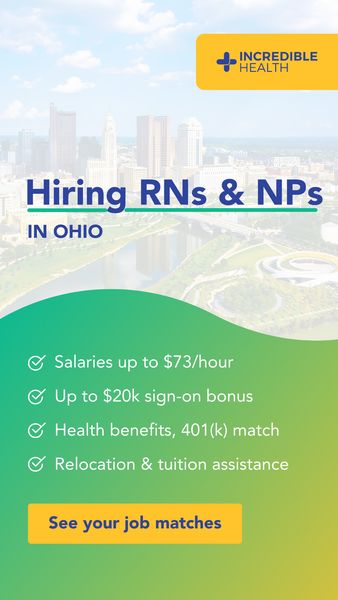 INCREDIBLE
HEALTH
Hiring RNs & NPs
IN OHIO
Salaries up to $73/hour
Up to $20k sign-on bonus
Health benefits, 401(k) match
Relocation & tuition assistance
See your job matches